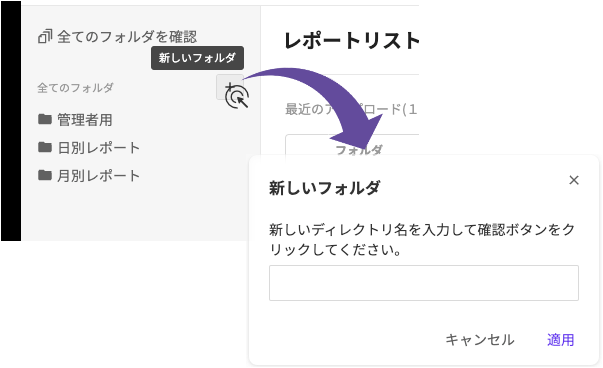 全てのフォルダを確認
新しいフォルダ
全てのフォルダ
管理者用
日別レポート
月別レポート
レポートリスト
最近のア プロード(1
フォルダ
新しいフォルダ
新しいディレクトリ名を入力して確認ボタンをク
リックしてください。
キャンセル
適用